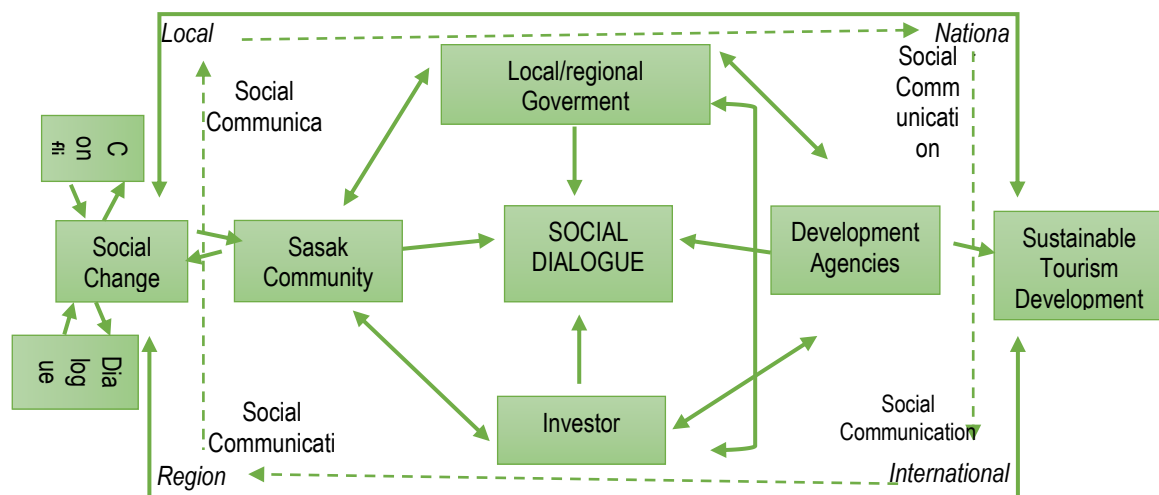 Local
Nationa
Social
Communica
Local/regional
Goverment
Social
Comm
unicati
on
C
on
fli
Social
Change
Sasak
Community
SOCIAL
DIALOGUE
Development
Agencies
Sustainable
Tourism
Development
Dia
log
ue
Social
Communicati
Investor
Social
Communication
Region
International